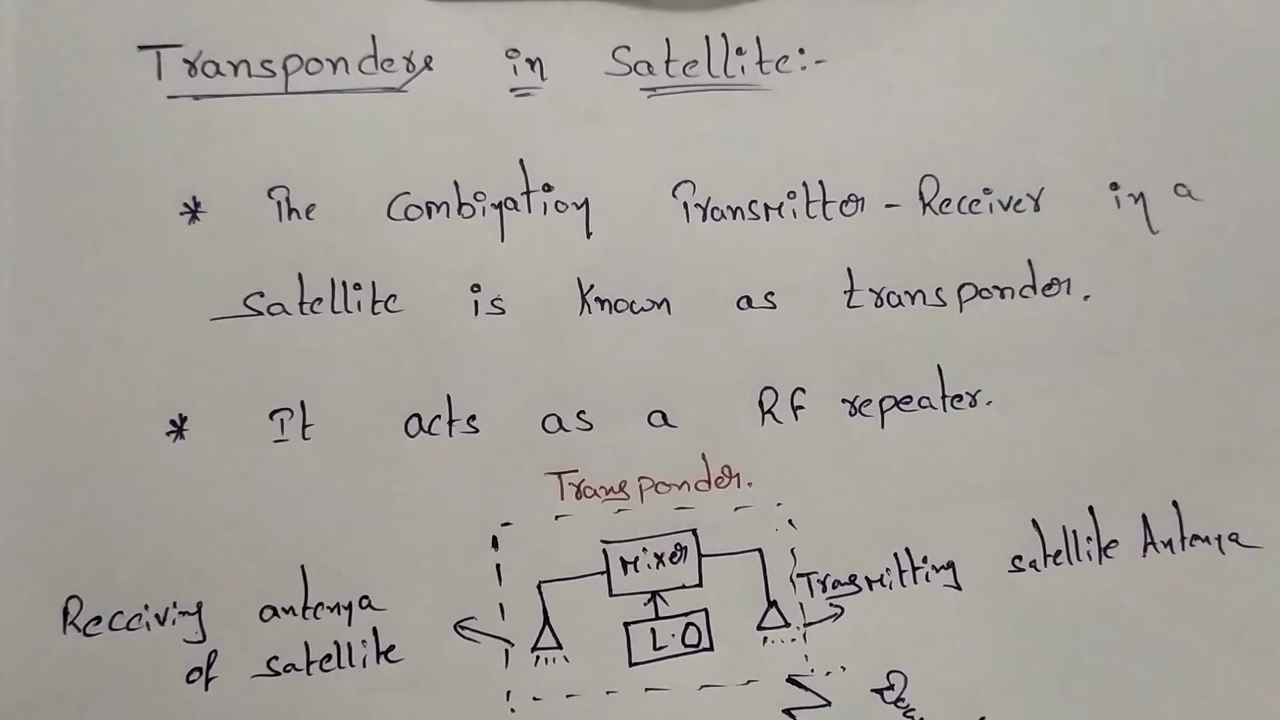 Transponders in Satellite:-
* The Combination Transmitter - Receiver in a
satellite is known as transponder.
* It acts as a RF repeater.
Transponder.
Mixer
L.O
Transmitting satellite Antenna
Receiving antenna
of satellite